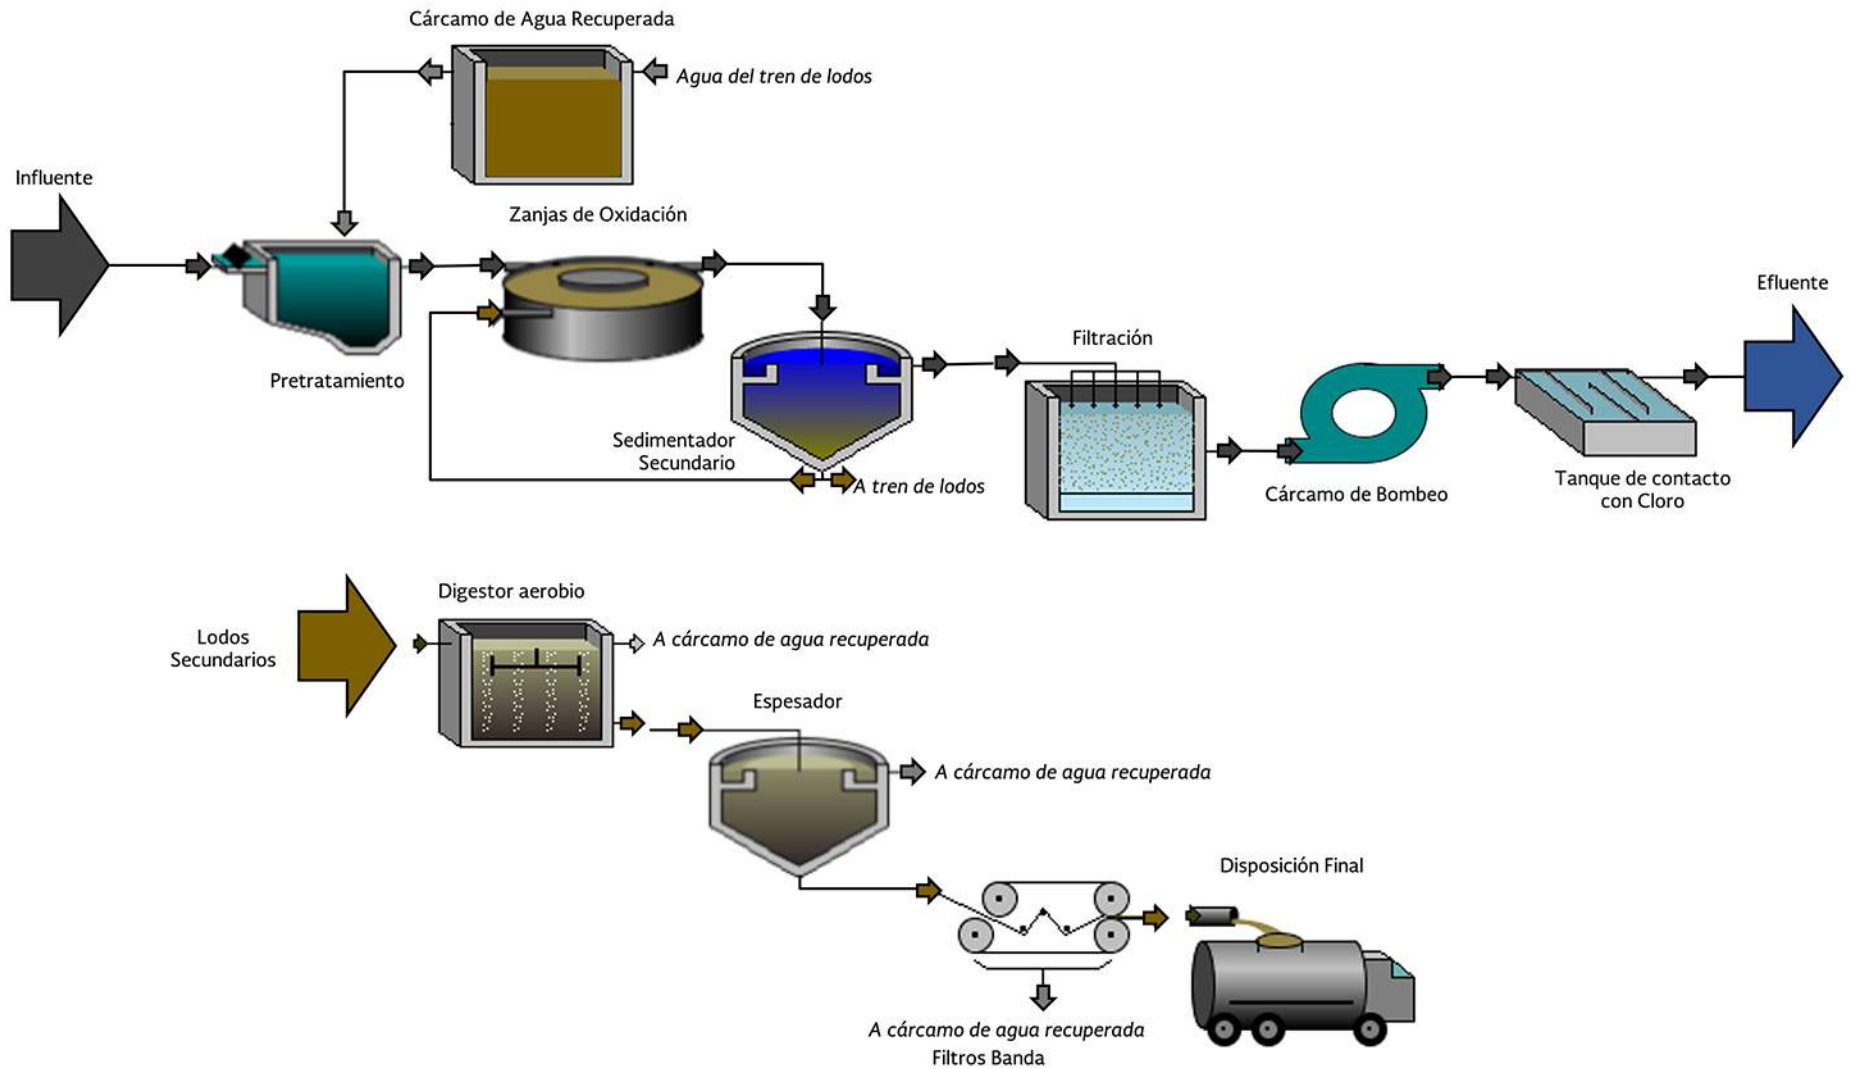 Cárcamo de Agua Recuperada
Agua del tren de lodos
Influente
Zanjas de Oxidación
Pretratamiento
Sedimentador
Secundario
A tren de lodos
Filtración
Cárcamo de Bombeo
Tanque de contacto
con Cloro
Efluente
Lodos
Secundarios
Digestor aerobio
A cárcamo de agua recuperada
Espesador
A cárcamo de agua recuperada
A cárcamo de agua recuperada
Filtros Banda
Disposición Final